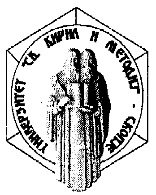 УНИВЕРЗИТЕТ "СВ. КИРИЛ И МЕТОДИЈ" - СКОПЈЕ